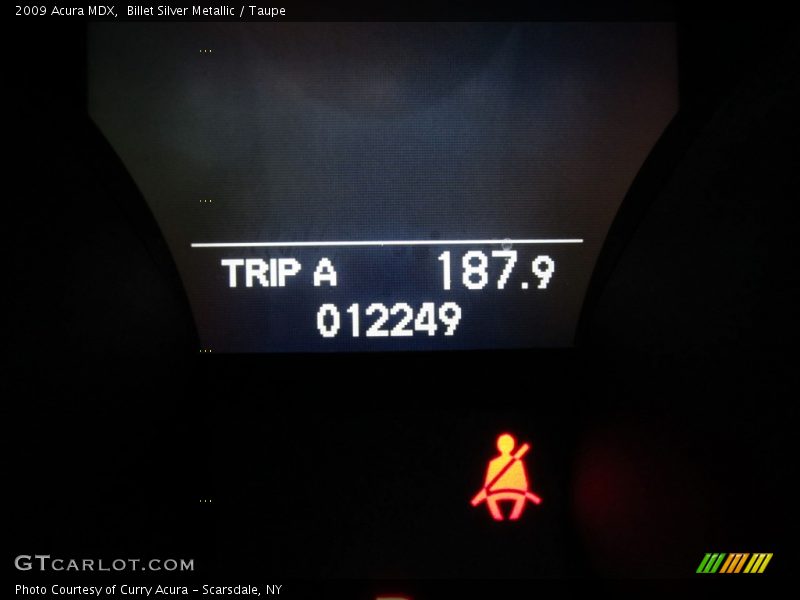 2009 Acura MDX,  Billet Silver Metallic / Taupe
TRIP A 187.9
012249
GTCARLOT.COM
Photo Courtesy of Curry Acura - Scarsdale, NY